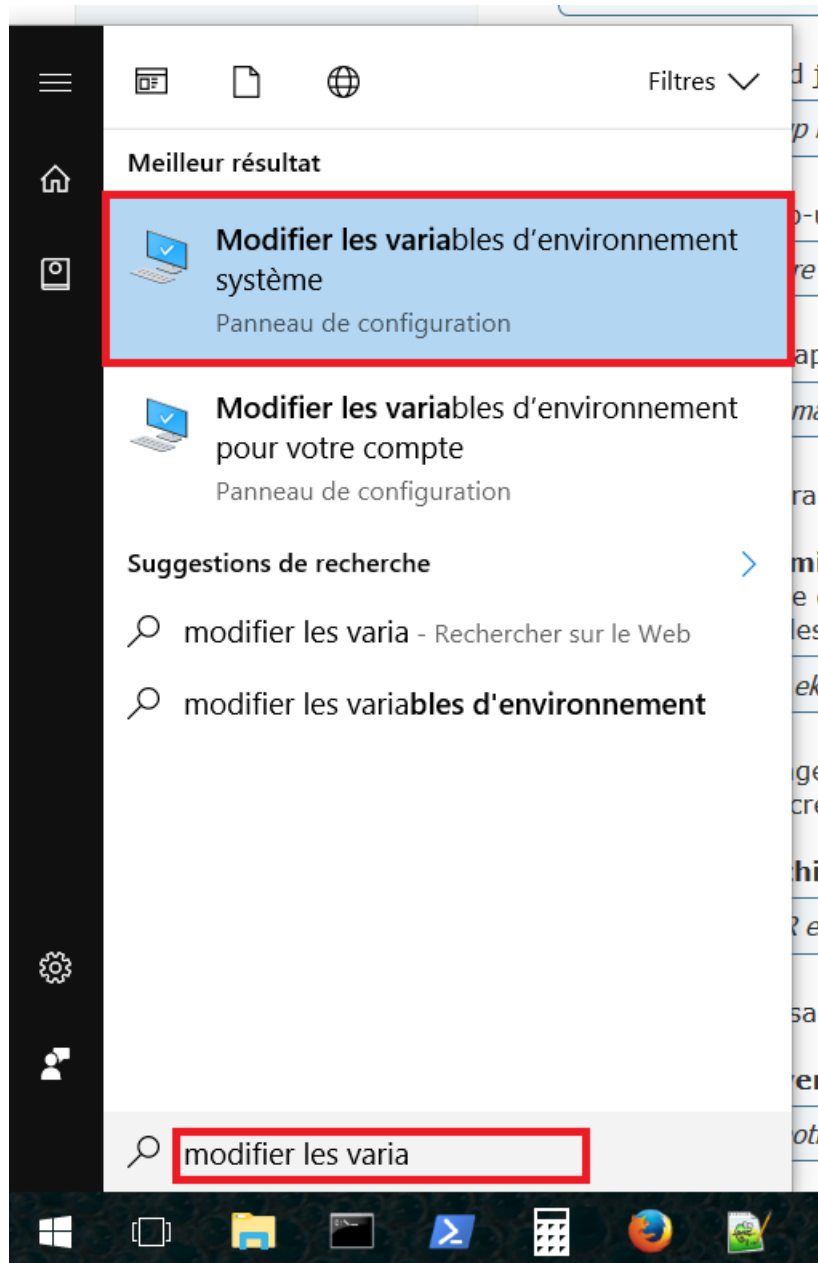 Filtres
Meilleur résultat
Modifier les variables d’environnement
système
Panneau de configuration
Modifier les variables d’environnement
pour votre compte
Panneau de configuration
Suggestions de recherche
modifier les varia - Rechercher sur le Web
modifier les variables d'environnement
modifier les varia